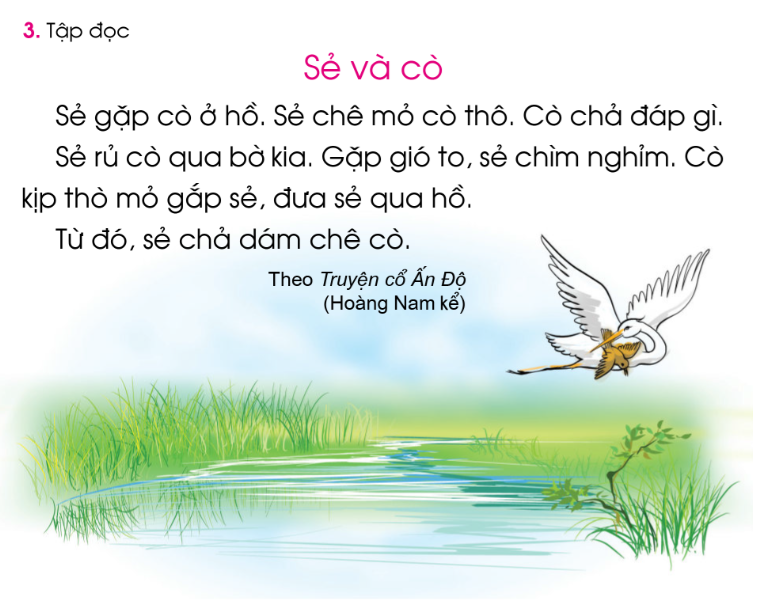 3. Tập đọc
Sẻ và cò
Sẻ gặp cò ở hồ. Sẻ chê mỏ cò thô. Cò chả đáp gì.
Sẻ rủ cò qua bờ kia. Gặp gió to, sẻ chìm nghỉm. Cò
kịp thò mỏ gắp sẻ, đưa sẻ qua hồ.
Từ đó, sẻ chả dám chê cò.
Theo Truyện cổ Ấn Độ
(Hoàng Nam kể)